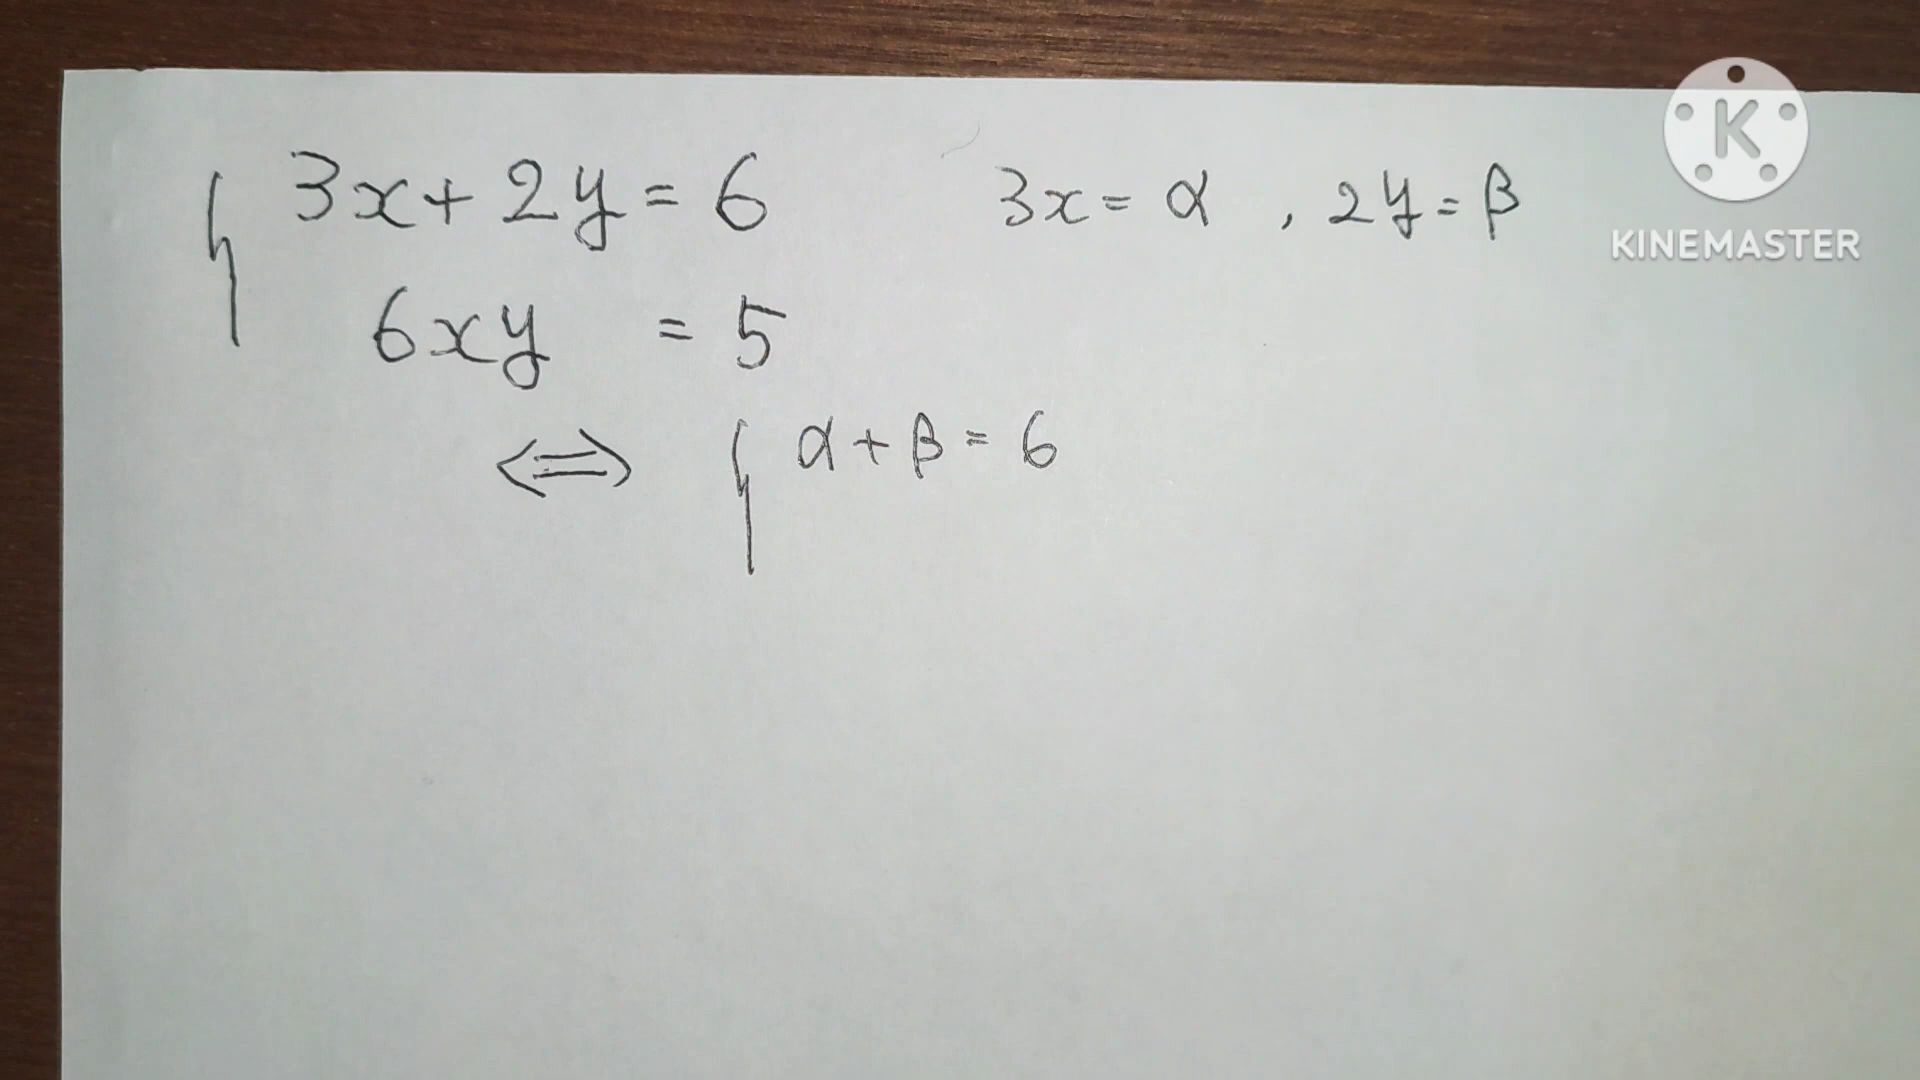 3x+2y=6 3x=α , 2y=β
6xy =5
⟺ { α+β=6
K
KINEMASTER